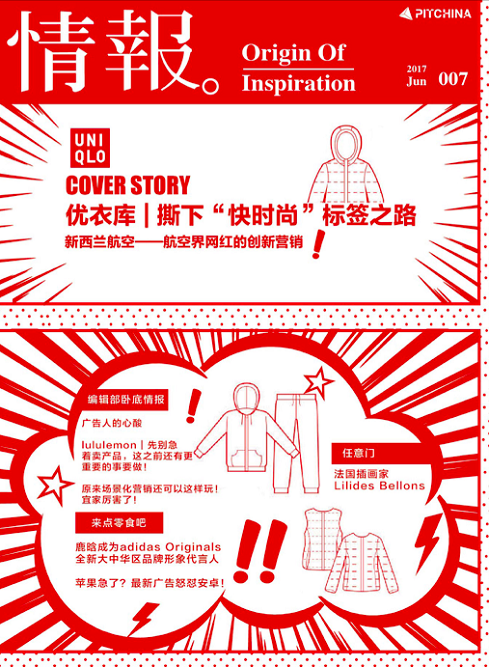 情報。
Origin Of
Inspiration
PITCHINA
2017
Jun 007
UNI
QLO
COVER STORY
优衣库 | 撕下“快时尚”标签之路
新西兰航空——航空界网红的创新营销
!
编辑部卧底情报
广告人的心酸
lululemon | 先别急
着卖产品，这之前还有更
重要的事要做！
原来场景化营销还可以这样玩！
宜家厉害了！
来点零食吧
鹿晗成为adidas Originals
全新大中华区品牌形象代言人
苹果急了？最新广告怒怼安卓！
!
!!
任意门
法国插画家
Lilides Bellons